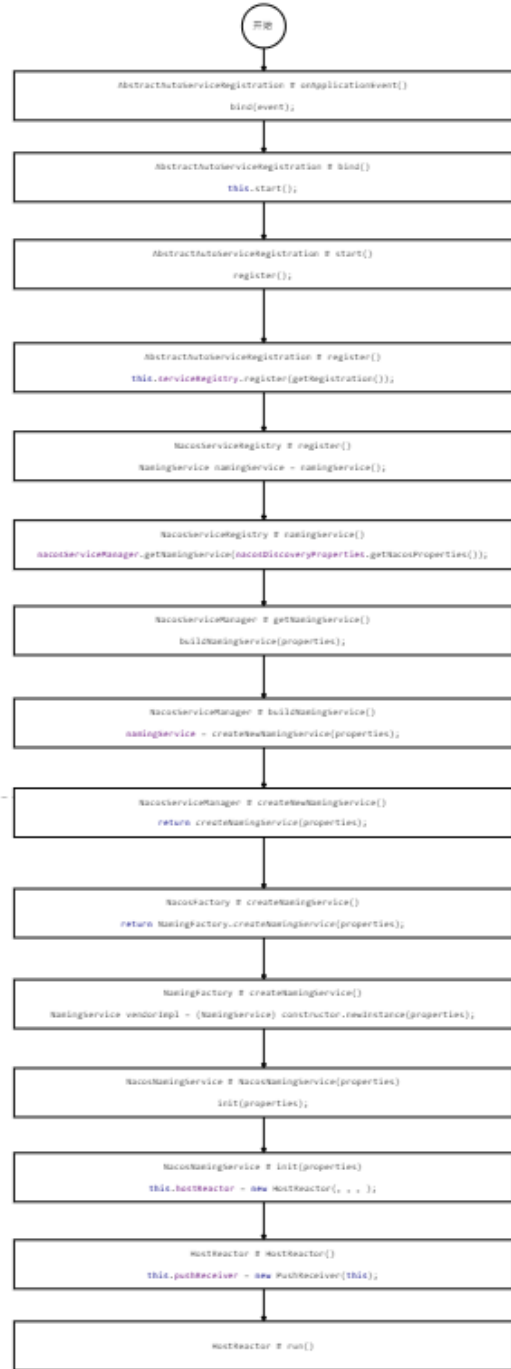 开始
AbstractAutoServiceRegistration # onApplicationEvent()
bind(event);
AbstractAutoServiceRegistration # bind()
this.start();
AbstractAutoServiceRegistration # start()
register();
AbstractAutoServiceRegistration # register()
this.serviceRegistry.register(getRegistration());
NacosServiceRegistry # register()
NamingService namingService = namingService();
NacosServiceRegistry # namingService()
nacosServiceManager.getNamingService(nacosDiscoveryProperties.getNacosProperties());
NacosServiceManager # getNamingService()
buildNamingService(properties);
NacosServiceManager # buildNamingService()
namingService = createNewNamingService(properties);
NacosServiceManager # createNewNamingService()
return createNamingService(properties);
NacosFactory # createNamingService()
return NamingFactory.createNamingService(properties);
NamingFactory # createNamingService()
NamingService vendorImpl = (NamingService) constructor.newInstance(properties);
NacosNamingService # NacosNamingService(properties)
init(properties);
NacosNamingService # init(properties)
this.hostReactor = new HostReactor(, , , );
HostReactor # HostReactor()
this.pushReceiver = new PushReceiver(this);
HostReactor # run()